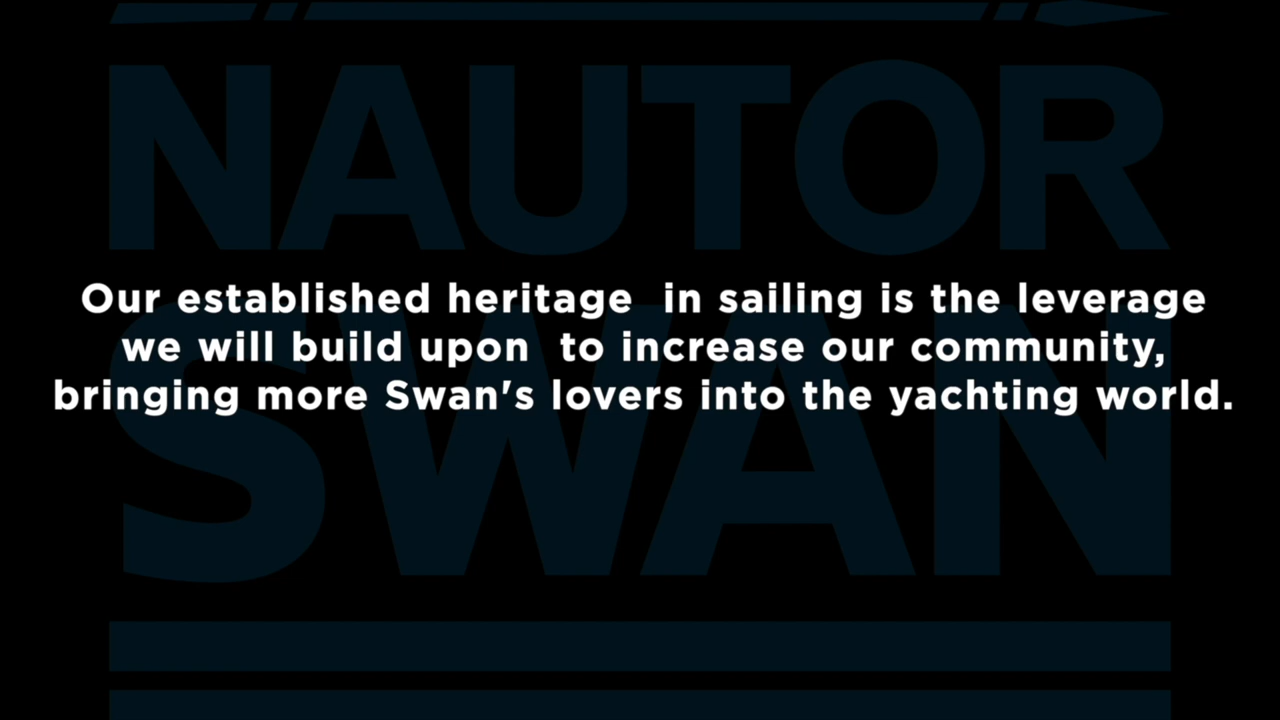 NAUTOR
Our established heritage  in sailing is the leverage
we will build upon  to increase our community,
bringing more Swan's lovers into the yachting world.
SWAN